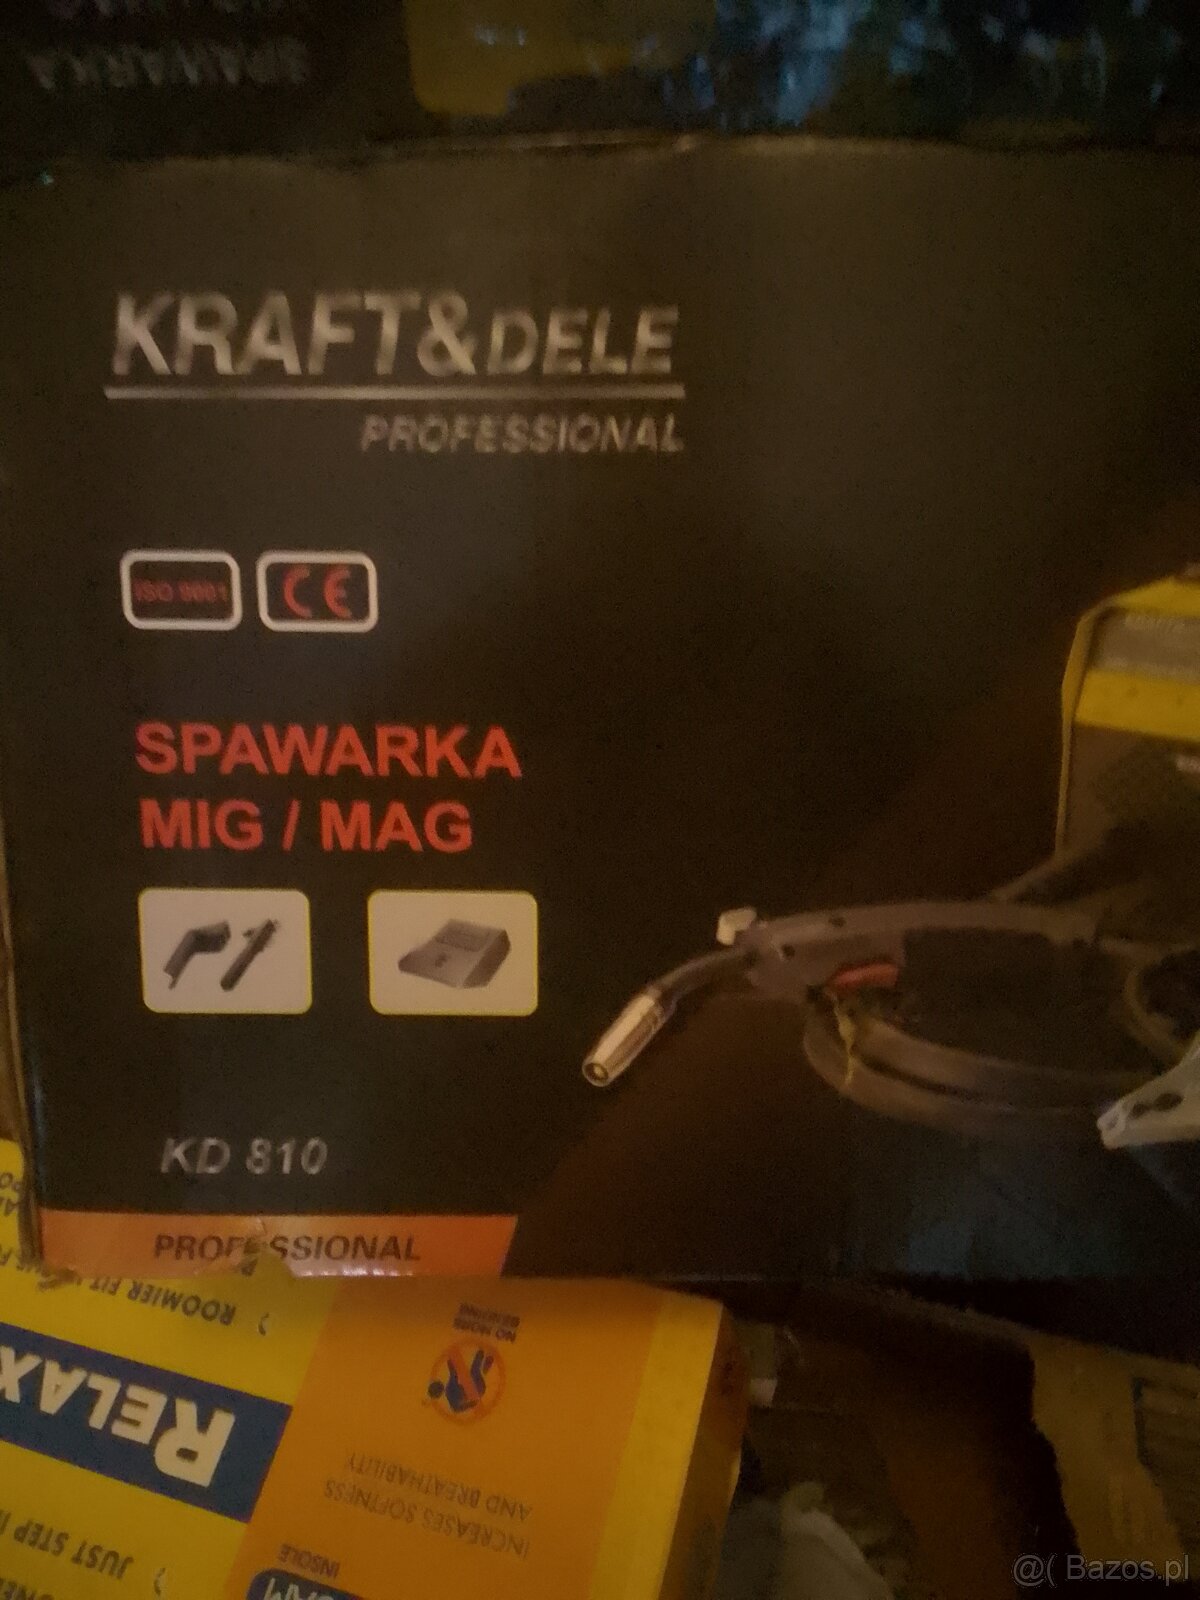 SPAWARKA
KRAFT&DELE
PROFESSIONAL
ISO 9001
CE
SPAWARKA
MIG / MAG
KD 810
PROFESSIONAL
ROOMIER FIT
NO MORE
RELAX
INCREASES SOFTNESS
AND BREATHABILITY
JUST STEP
INSOLE
@( Bazos.pl